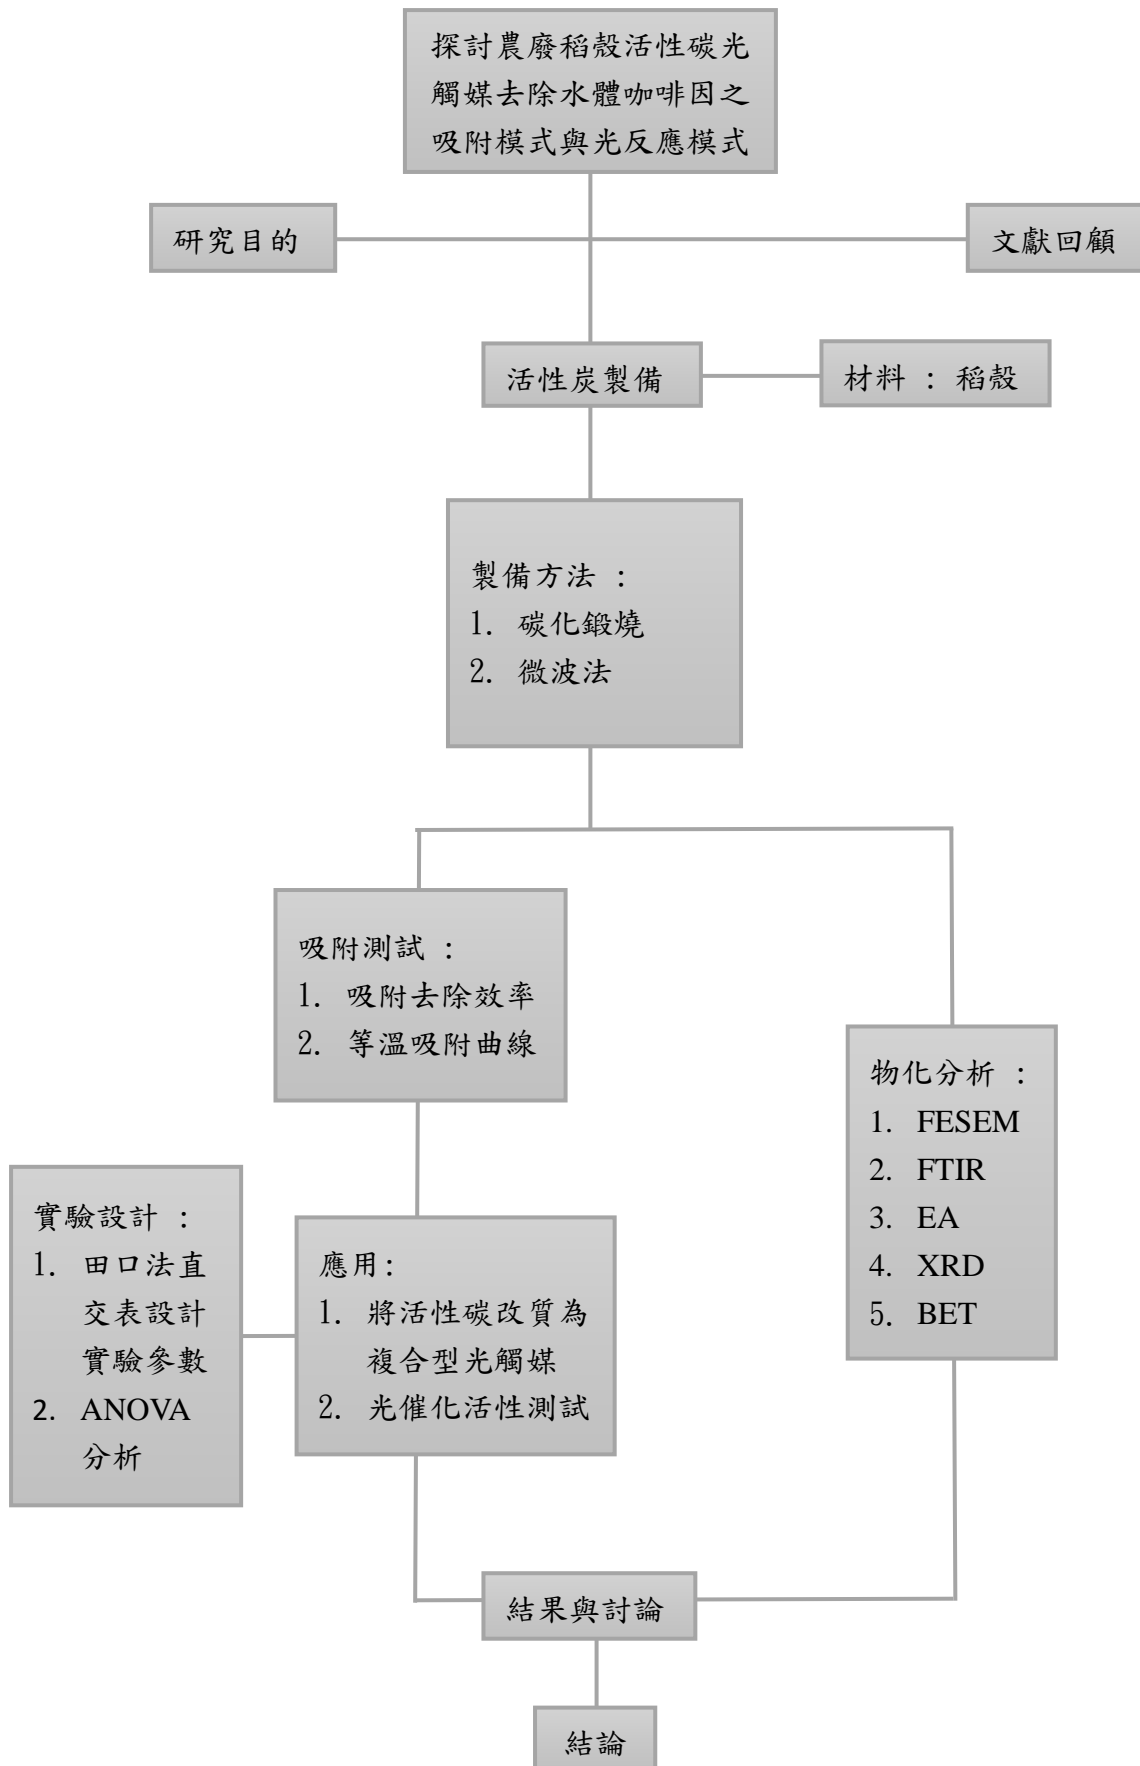 探討農廢稻殼活性碳光
觸媒去除水體咖啡因之
吸附模式與光反應模式
研究目的
文獻回顧
活性炭製備
材料 : 稻殼
製備方法 :
1. 碳化鍛燒
2. 微波法
吸附測試 :
1. 吸附去除效率
2. 等溫吸附曲線
物化分析 :
1. FESEM
2. FTIR
3. EA
4. XRD
5. BET
實驗設計 :
1. 田口法直
交表設計
實驗參數
2. ANOVA
分析
應用:
1. 將活性碳改質為
複合型光觸媒
2. 光催化活性測試
結果與討論
結論